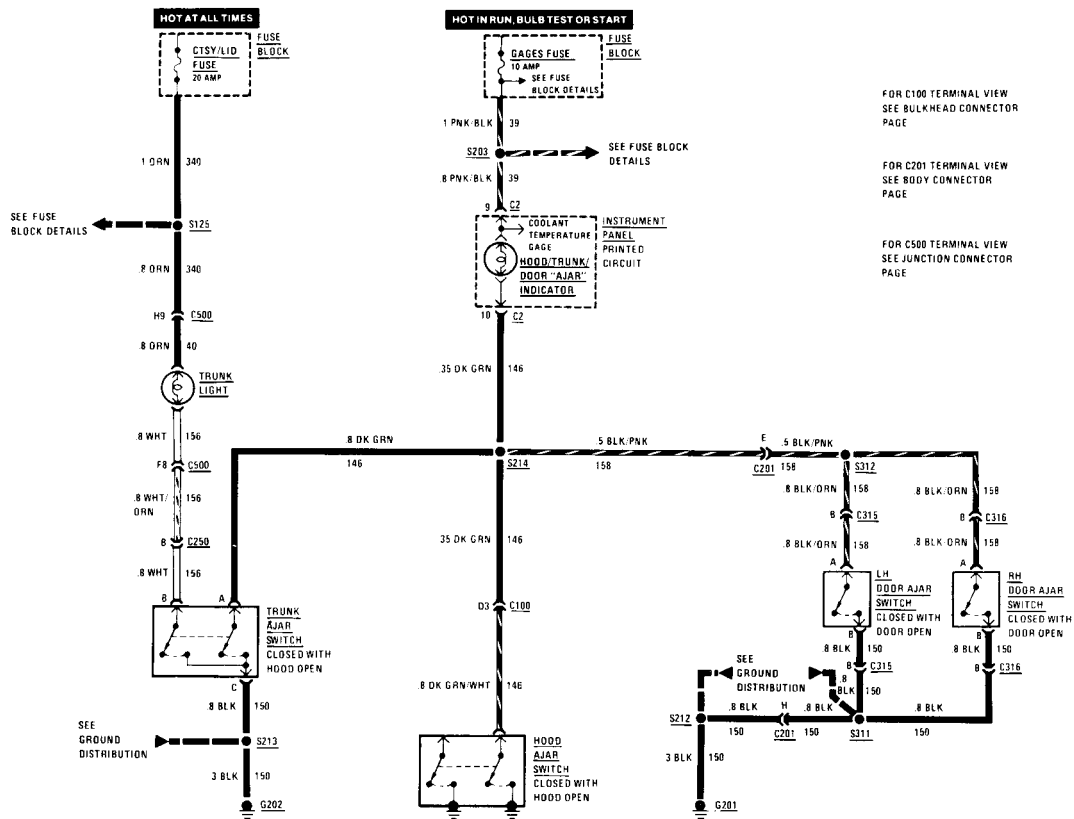 HOT AT ALL TIMES
HOT IN RUN, BULB TEST OR START
CTSY/LID
FUSE
20 AMP
FUSE
BLOCK
GAGES FUSE
10 AMP
SEE FUSE
BLOCK DETAILS
FUSE
BLOCK
FOR C100 TERMINAL VIEW
SEE BULKHEAD CONNECTOR
PAGE
FOR C201 TERMINAL VIEW
SEE BODY CONNECTOR
PAGE
FOR C500 TERMINAL VIEW
SEE JUNCTION CONNECTOR
PAGE
1 ORN 340
SEE FUSE
BLOCK DETAILS
S125
.8 ORN 340
H9 C500
.8 ORN 40
TRUNK
LIGHT
.8 WHT 156
F8 C500
.8 WHT/
ORN
156
B C250
.8 WHT 156
B A
TRUNK
AJAR
SWITCH
CLOSED WITH
HOOD OPEN
C
.8 BLK 150
SEE
GROUND
DISTRIBUTION
S213
3 BLK 150
G202
1 PNK/BLK 39
S203
SEE FUSE BLOCK
DETAILS
.8 PNK/BLK 39
9 C2
COOLANT
TEMPERATURE
GAGE
HOOD/TRUNK/
DOOR "AJAR"
INDICATOR
INSTRUMENT
PANEL
PRINTED
CIRCUIT
10 C2
.35 DK GRN 146
.8 DK GRN
146
S214
.5 BLK/PNK
158
E
C201
.5 BLK/PNK
158
S312
.35 DK GRN 146
D3 C100
.8 DK GRN/WHT 146
HOOD
AJAR
SWITCH
CLOSED WITH
HOOD OPEN
.8 BLK/ORN 158
B C315
.8 BLK/ORN 158
A
LH
DOOR AJAR
SWITCH
CLOSED WITH
DOOR OPEN
B
.8 BLK 150
B C315
.8
BLK
150
.8 BLK/ORN 158
B C316
.8 BLK/ORN 158
A
RH
DOOR AJAR
SWITCH
CLOSED WITH
DOOR OPEN
B
.8 BLK 150
B C316
SEE
GROUND
DISTRIBUTION
S212
.8 BLK
150
H
C201
.8 BLK
150
S311
.8 BLK
150
3 BLK 150
G201